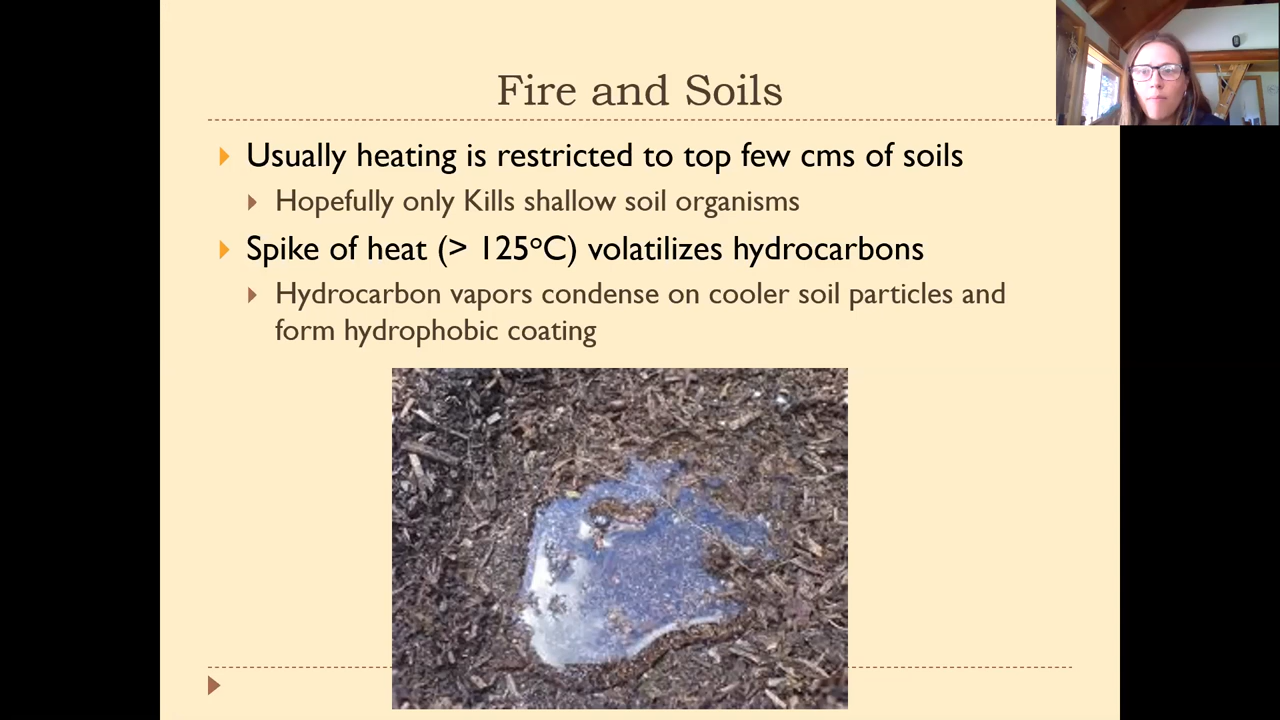 Fire and Soils
Usually heating is restricted to top few cms of soils
Hopefully only Kills shallow soil organisms
Spike of heat (> 125°C) volatilizes hydrocarbons
Hydrocarbon vapors condense on cooler soil particles and
form hydrophobic coating